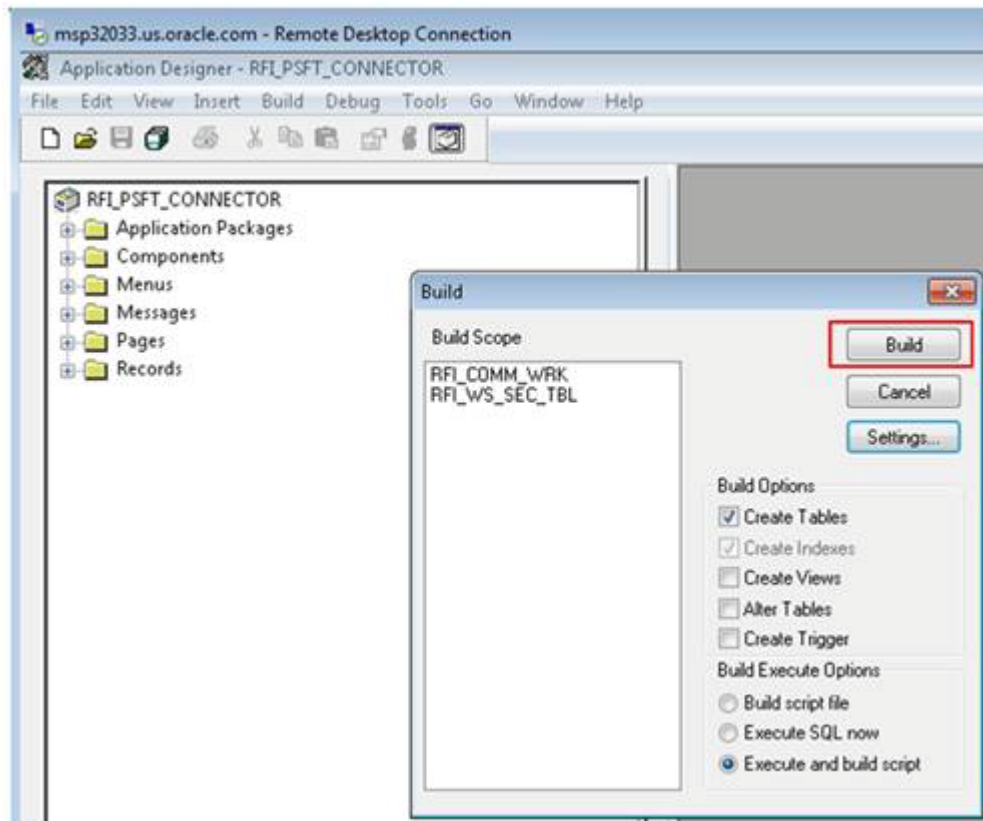 msp32033.us.oracle.com - Remote Desktop Connection
Application Designer - RFI_PSFT_CONNECTOR
File Edit View Insert Build Debug Tools Go Window Help
RFI_PSFT_CONNECTOR
Application Packages
Components
Menus
Messages
Pages
Records
Build
Build Scope
RFI_COMM_WRK
RFI_WS_SEC_TBL
Build
Cancel
Settings...
Build Options
Create Tables
Create Indexes
Create Views
Alter Tables
Create Trigger
Build Execute Options
Build script file
Execute SQL now
Execute and build script